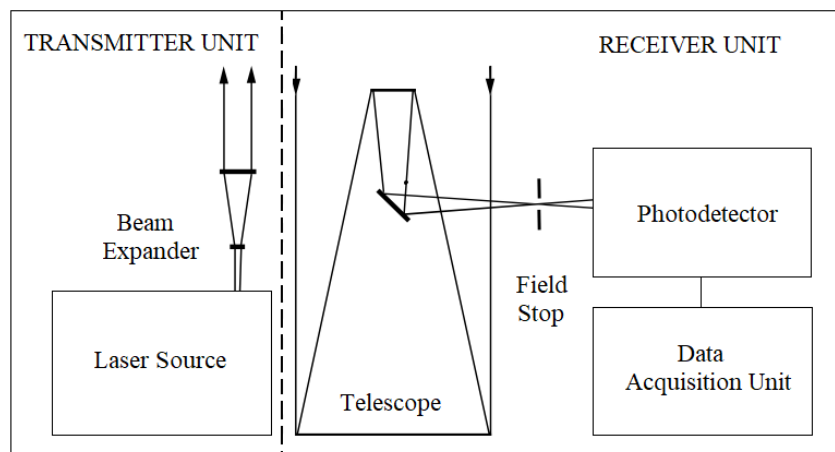 TRANSMITTER UNIT
RECEIVER UNIT
Beam
Expander
Laser Source
Telescope
Field
Stop
Photodetector
Data
Acquisition Unit